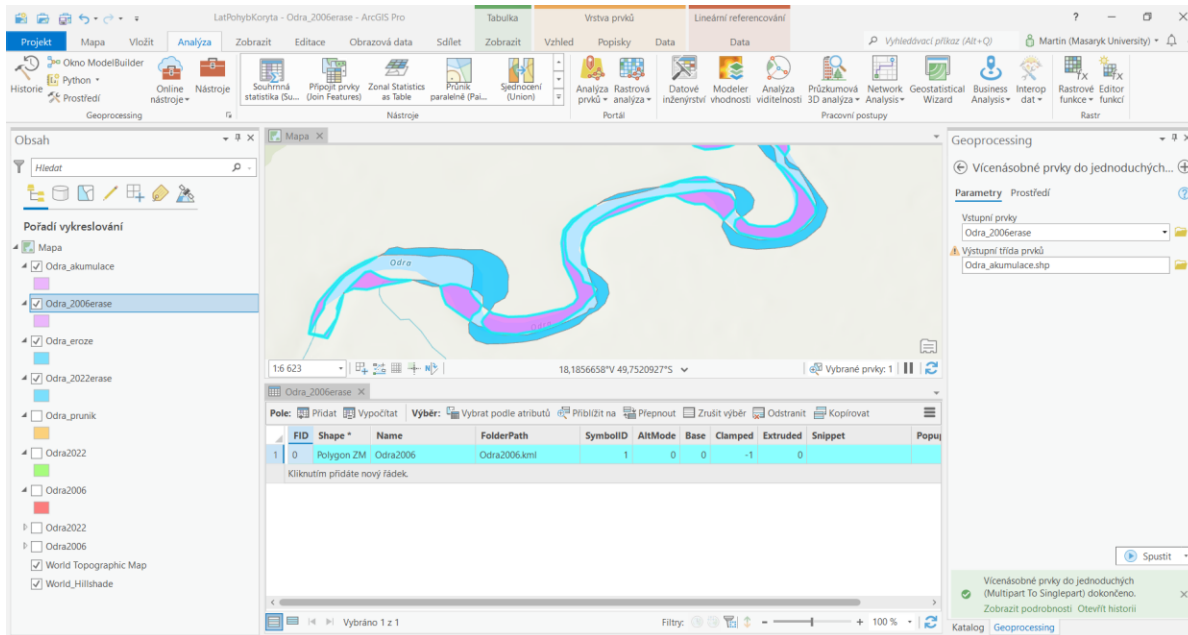 LatPohybKoryta - Odra_2006erase - ArcGIS Pro
Tabulka
Vrstva prvků
Lineární referencování
?
Projekt Mapa Vložit Analýza Zobrazit Editace Obrazová data Sdílet Zobrazit Vzhled Popisky Data Data
Vyhledávací příkaz (Alt+Q)
Martin (Masaryk University)
Historie
Okno ModelBuilder
Python
Prostředí
Geoprocessing
Online nástroje
Nástroje
Souhrnná statistika (Su...
Připojit prvky (Join Features)
Zonal Statistics as Table
Průnik paralelně (Pai...
Sjednocení (Union)
Nástroje
Analýza prvků
Rastrová analýza
Portál
Datové inženýrství
Modeler vhodnosti
Analýza viditelnosti
Průzkumová 3D analýza
Network Analysis
Geostatistical Wizard
Business Analysis
Interop dat
Pracovní postupy
Rastrové funkce
Editor funkcí
Rastr
Obsah
Hledat
Pořadí vykreslování
Mapa
Odra_akumulace
Odra_2006erase
Odra_eroze
Odra_2022erase
Odra_prunik
Odra2022
Odra2006
Odra2022
Odra2006
World Topographic Map
World_Hillshade
Mapa
Odra
Odra
1:6 623
18,1856658°V 49,7520927°S
Vybrané prvky: 1
Odra_2006erase
Pole: Přidat Vypočítat Výběr: Vybrat podle atributů Přiblížit na Přepnout Zrušit výběr Odstranit Kopírovat
FID Shape * Name FolderPath SymbolID AltMode Base Clamped Extruded Snippet Popup
1 0 Polygon ZM Odra2006 Odra2006.kml 1 0 0 -1 0
Kliknutím přidáte nový řádek.
Vybráno 1 z 1
Filtry:
100 %
Geoprocessing
Vícenásobné prvky do jednoduchých...
Parametry Prostředí
Vstupní prvky
Odra_2006erase
Výstupní třída prvků
Odra_akumulace.shp
Spustit
Vícenásobné prvky do jednoduchých
(Multipart To Singlepart) dokončeno.
Zobrazit podrobnosti Otevřít historii
Katalog Geoprocessing